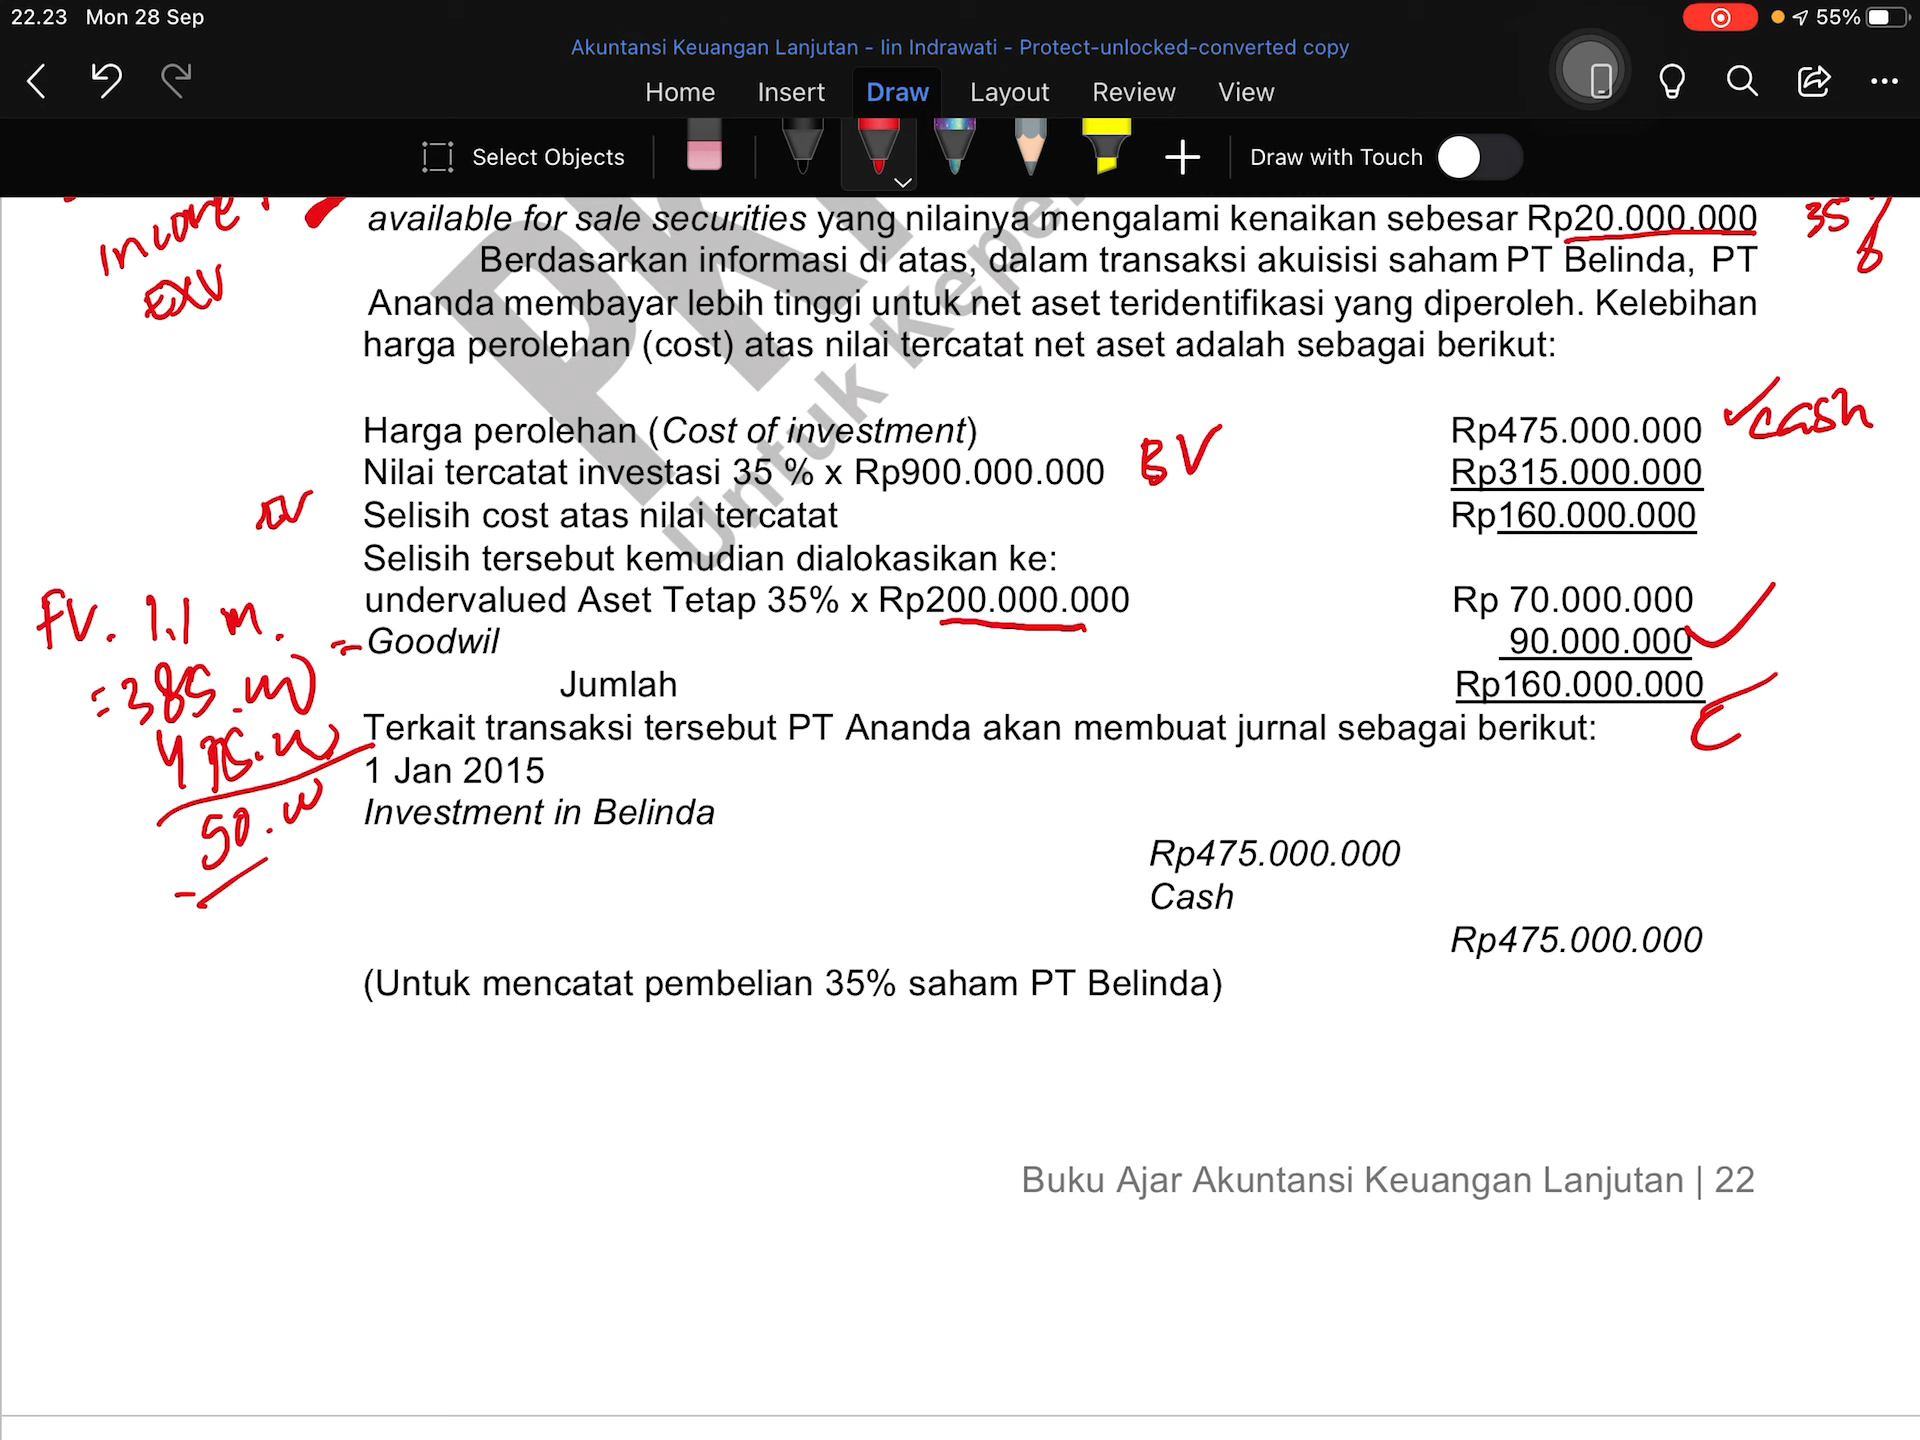 22.23 Mon 28 Sep
55%
Akuntansi Keuangan Lanjutan - Iin Indrawati - Protect-unlocked-converted copy
Home Insert Draw Layout Review View
Select Objects
Draw with Touch
available for sale securities yang nilainya mengalami kenaikan sebesar Rp20.000.000
35%
Income
Berdasarkan informasi di atas, dalam transaksi akuisisi saham PT Belinda, PT
Ananda membayar lebih tinggi untuk net aset teridentifikasi yang diperoleh. Kelebihan
harga perolehan (cost) atas nilai tercatat net aset adalah sebagai berikut:
Harga perolehan (Cost of investment) Rp475.000.000 cash
Nilai tercatat investasi 35 % x Rp900.000.000 BV Rp315.000.000
Selisih cost atas nilai tercatat Rp160.000.000
Selisih tersebut kemudian dialokasikan ke:
undervalued Aset Tetap 35% x Rp200.000.000 Rp 70.000.000
FV. 1.1 m.
Goodwil 90.000.000
= 385
Jumlah Rp160.000.000
Terkait transaksi tersebut PT Ananda akan membuat jurnal sebagai berikut:
1 Jan 2015
Investment in Belinda
Rp475.000.000
Cash
Rp475.000.000
(Untuk mencatat pembelian 35% saham PT Belinda)
Buku Ajar Akuntansi Keuangan Lanjutan | 22